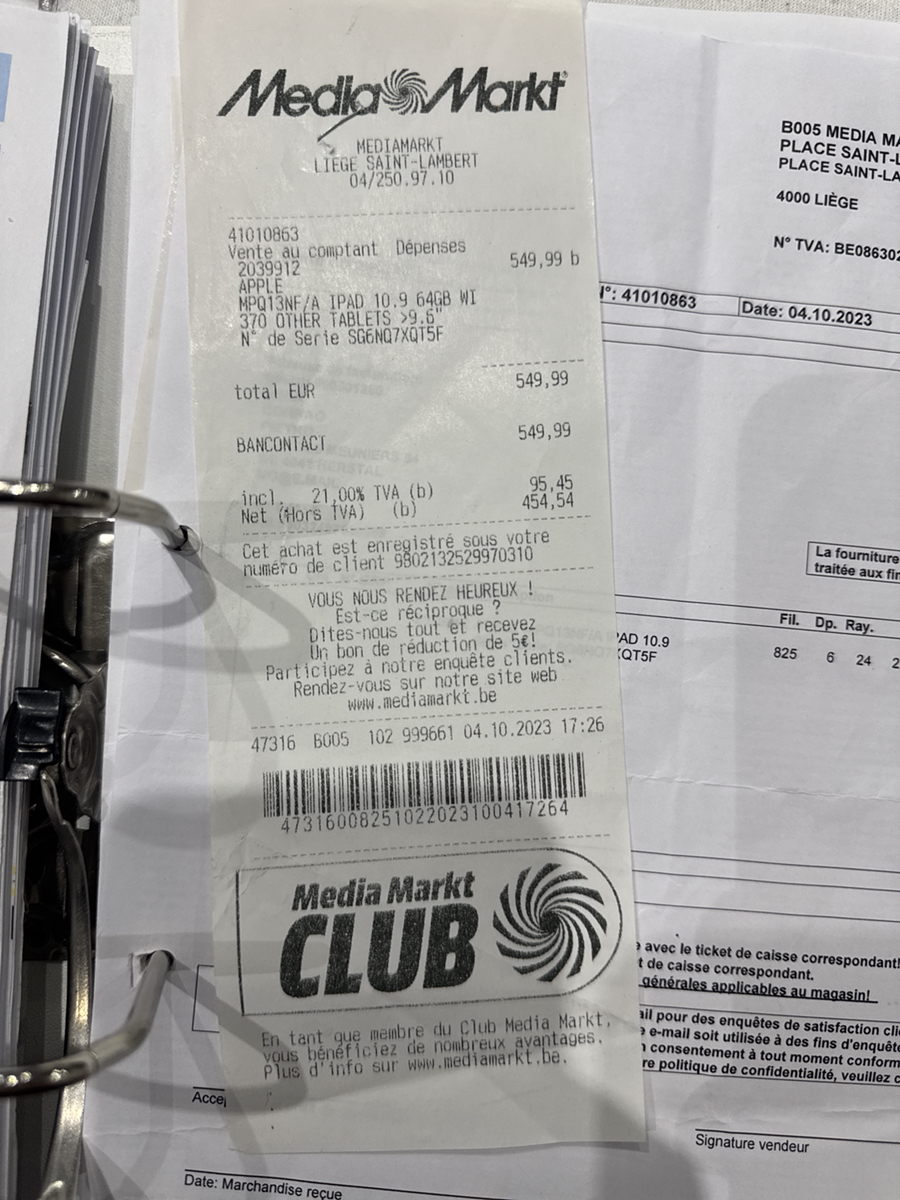 Media Markt
MEDIAMARKT
LIEGE SAINT-LAMBERT
04/250.97.10
41010863
Vente au comptant Dépenses
549,99 b
2039912
APPLE
MPQ13NF/A IPAD 10.9 64GB WI
370 OTHER TABLETS >9.6"
N° de Serie SG6NQ7XQT5F
total EUR 549,99
BANCONTACT 549,99
incl. 21,00% TVA (b) 95,45
Net (Hors TVA) (b) 454,54
Cet achat est enregistré sous votre
numéro de client 9802132529970310
VOUS NOUS RENDEZ HEUREUX !
Est-ce réciproque ?
Dites-nous tout et recevez
Un bon de réduction de 5€!
Participez à notre enquête clients.
Rendez-vous sur notre site web
www.mediamarkt.be
47316 B005 102 999661 04.10.2023 17:26
47316008251022023100417264
Media Markt
CLUB
En tant que membre du Club Media Markt,
vous bénéficiez de nombreux avantages.
Plus d'info sur www.mediamarkt.be.
B005 MEDIA MA
PLACE SAINT-L
PLACE SAINT-LA
4000 LIÈGE
N° TVA: BE086302
N°: 41010863 Date: 04.10.2023
La fourniture
traitée aux fin
Fil. Dp. Ray.
PAD 10.9
XQT5F 825 6 24 2
avec le ticket de caisse correspondant!
t de caisse correspondant.
générales applicables au magasin!
ail pour des enquêtes de satisfaction cli
e-mail soit utilisée à des fins d'enquête
consentement à tout moment conform
re politique de confidentialité, veuillez c
Accep
Signature vendeur
Date: Marchandise reçue